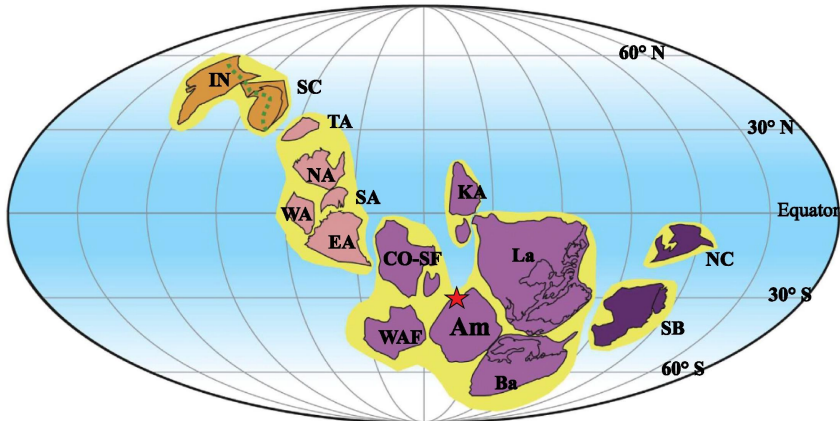 60° N
IN
SC
TA
30° N
NA
KA
SA
WA
Equator
EA
CO-SF
La
NC
30° S
Am
WAF
SB
60° S
Ba